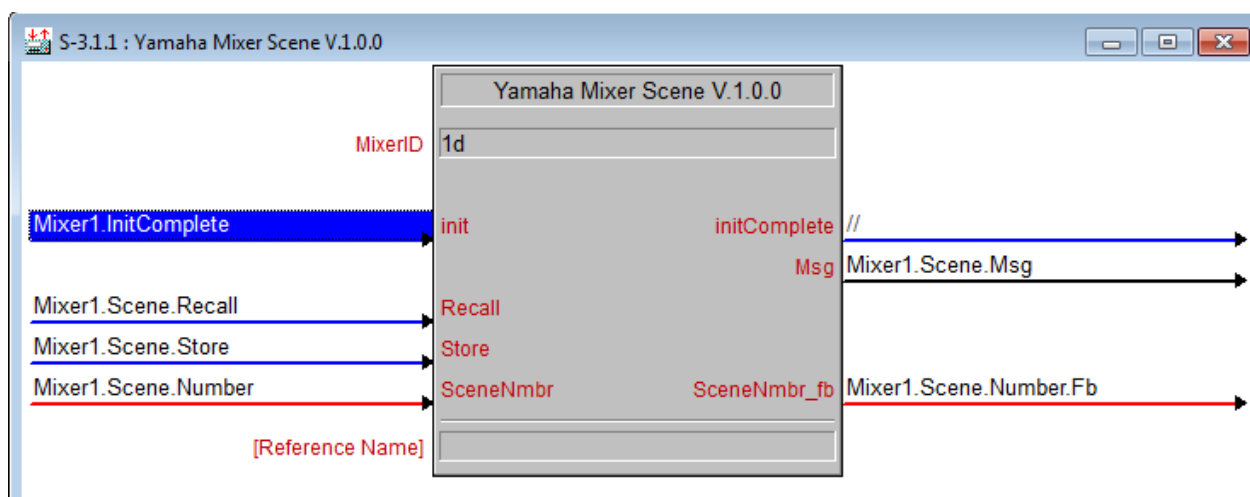 S-3.1.1 : Yamaha Mixer Scene V.1.0.0
Yamaha Mixer Scene V.1.0.0
MixerID 1d
Mixer1.InitComplete init initComplete //
Msg Mixer1.Scene.Msg
Mixer1.Scene.Recall Recall
Mixer1.Scene.Store Store
Mixer1.Scene.Number SceneNmbr SceneNmbr_fb Mixer1.Scene.Number.Fb
[Reference Name]